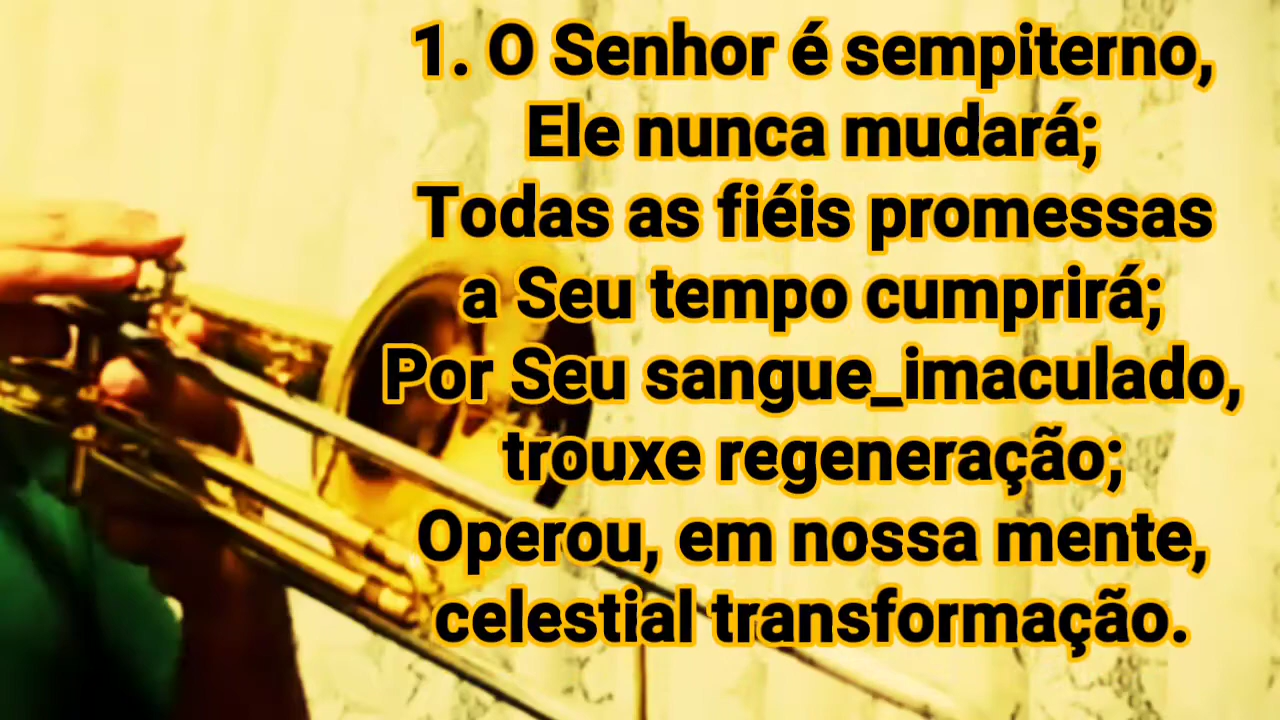 1. O Senhor é sempiterno,
Ele nunca mudará;
Todas as fiéis promessas
a Seu tempo cumprirá;
Por Seu sangue_imaculado,
trouxe regeneração;
Operou, em nossa mente,
celestial transformação.